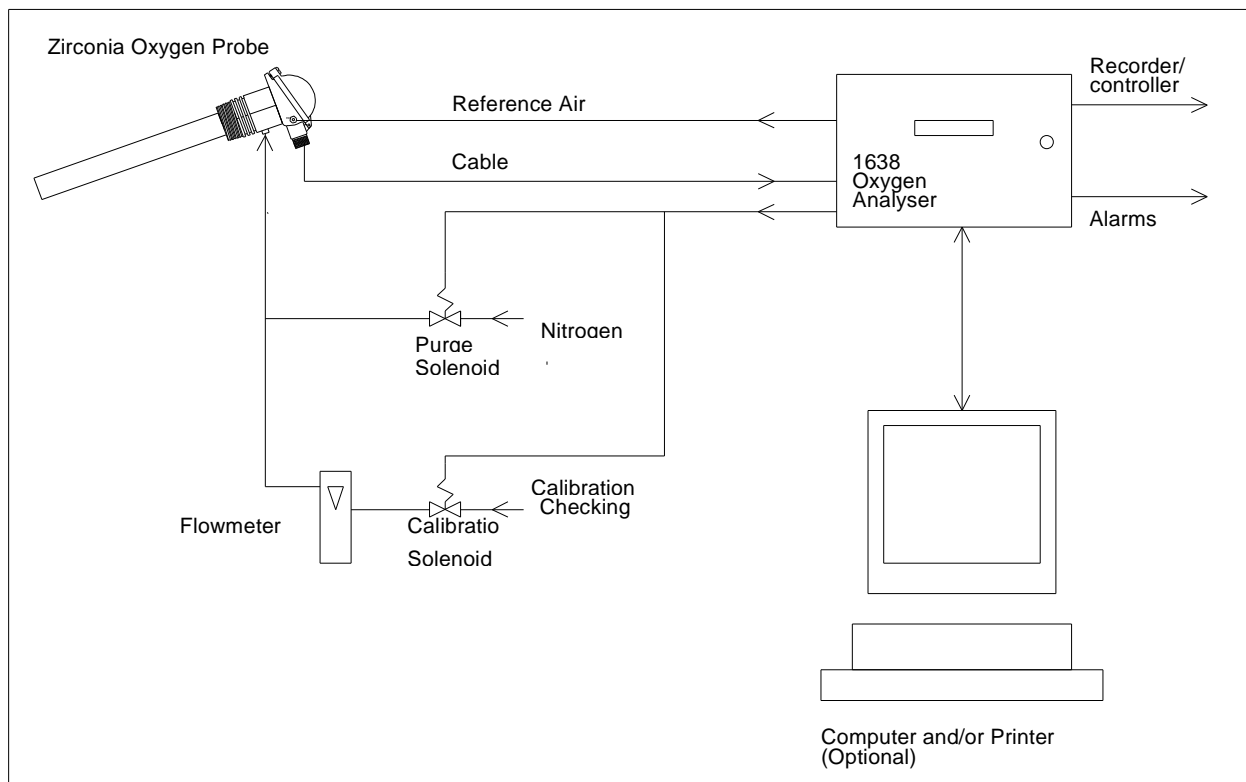 Zirconia Oxygen Probe
Reference Air
Recorder/
controller
Cable
1638
Oxygen
Analyser
Alarms
Nitrogen
Purge
Solenoid
Calibration
Checking
Flowmeter
Calibratio
Solenoid
Computer and/or Printer
(Optional)